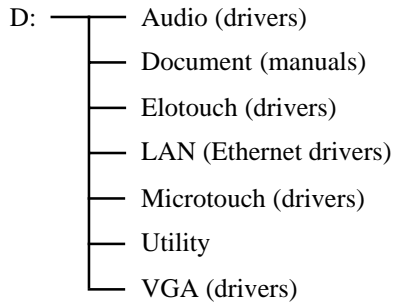 D: Audio (drivers)
Document (manuals)
Elotouch (drivers)
LAN (Ethernet drivers)
Microtouch (drivers)
Utility
VGA (drivers)